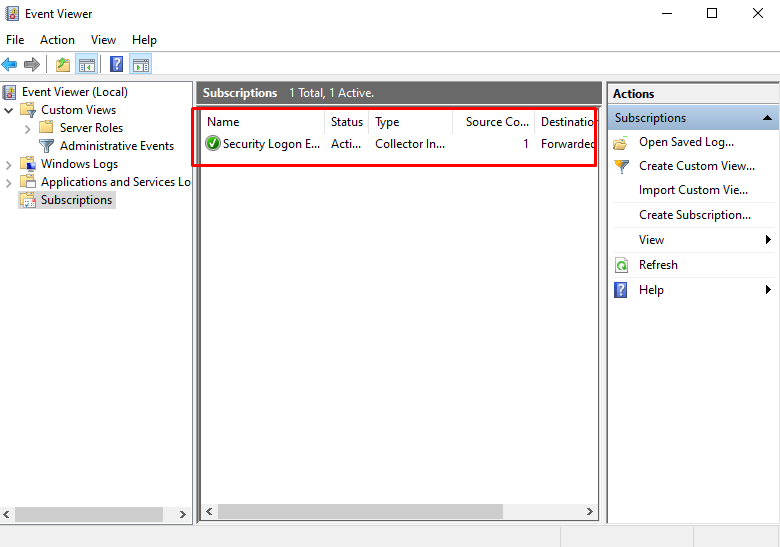 Event Viewer
File Action View Help
Event Viewer (Local)
Custom Views
Server Roles
Administrative Events
Windows Logs
Applications and Services Lo
Subscriptions
Subscriptions 1 Total, 1 Active.
Name Status Type Source Co... Destination
Security Logon E... Acti... Collector In... 1 Forwarded
Actions
Subscriptions
Open Saved Log...
Create Custom View...
Import Custom Vie...
Create Subscription...
View
Refresh
Help